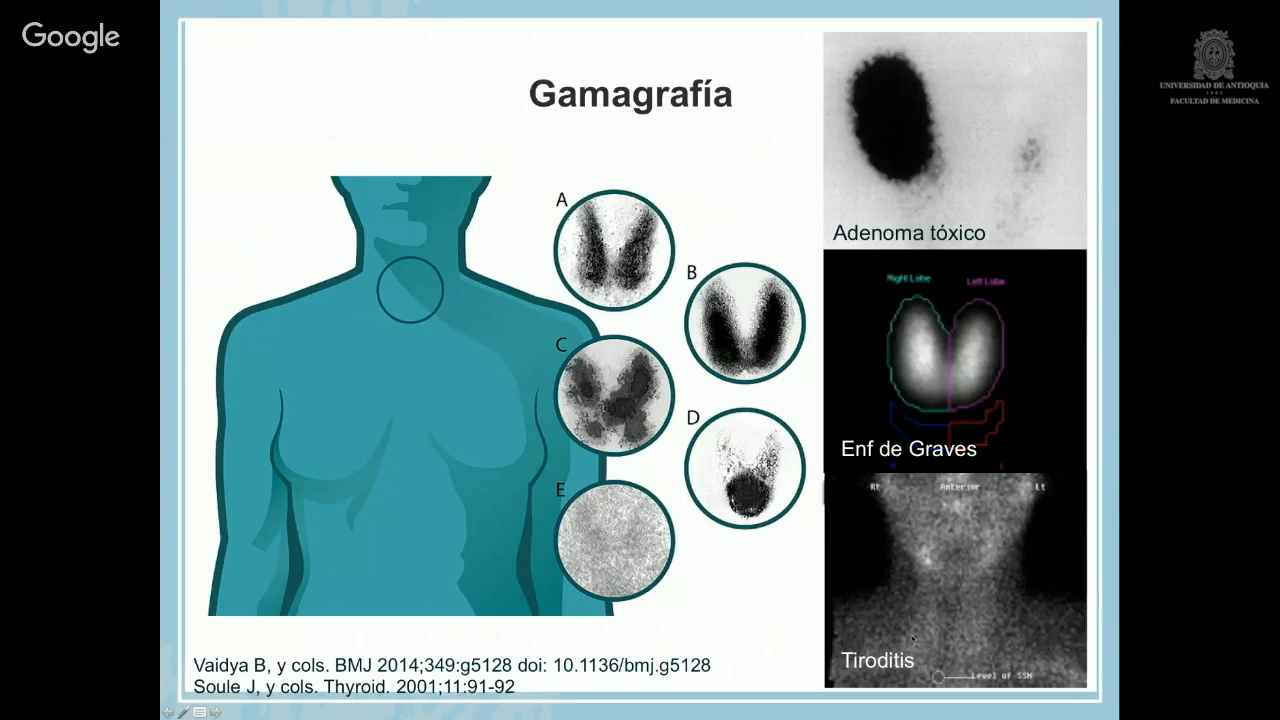 Google
UNIVERSIDAD DE ANTIOQUIA
1803
FACULTAD DE MEDICINA
Gamagrafía
A
B
C
D
E
Adenoma tóxico
Right Lobe
Left Lobe
Enf de Graves
Rt
Anterior
Lt
Tiroditis
Level of SSN
Vaidya B, y cols. BMJ 2014;349:g5128 doi: 10.1136/bmj.g5128
Soule J, y cols. Thyroid. 2001;11:91-92